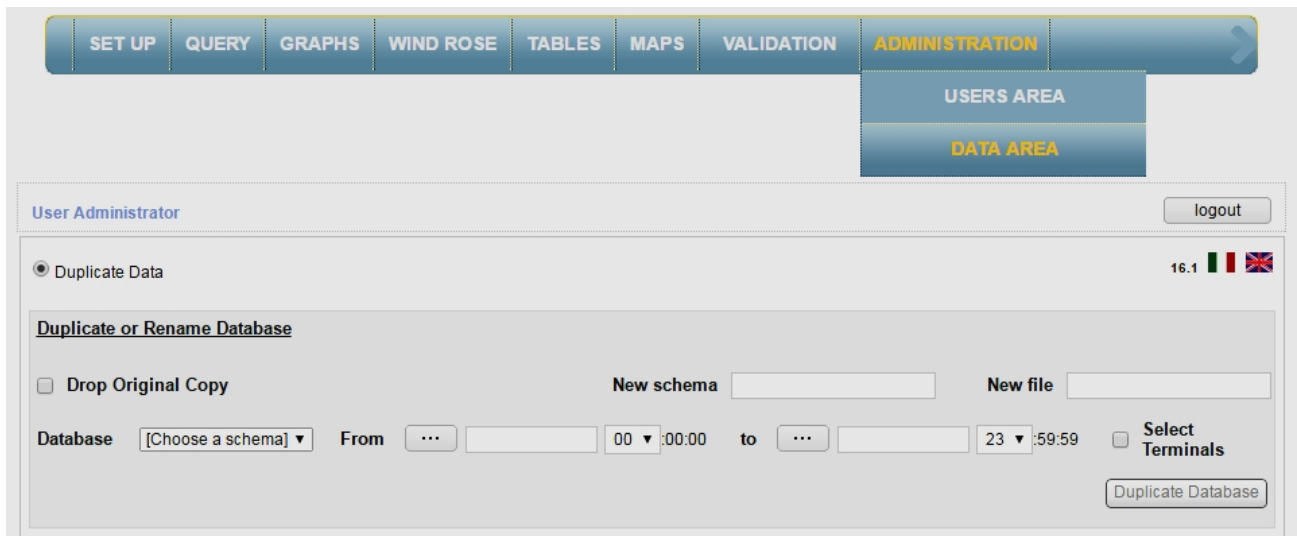 SET UP QUERY GRAPHS WIND ROSE TABLES MAPS VALIDATION ADMINISTRATION
USERS AREA
DATA AREA
User Administrator logout
Duplicate Data 16.1
Duplicate or Rename Database
Drop Original Copy New schema New file
Database [Choose a schema] From ... 00 :00:00 to ... 23 :59:59 Select Terminals
Duplicate Database